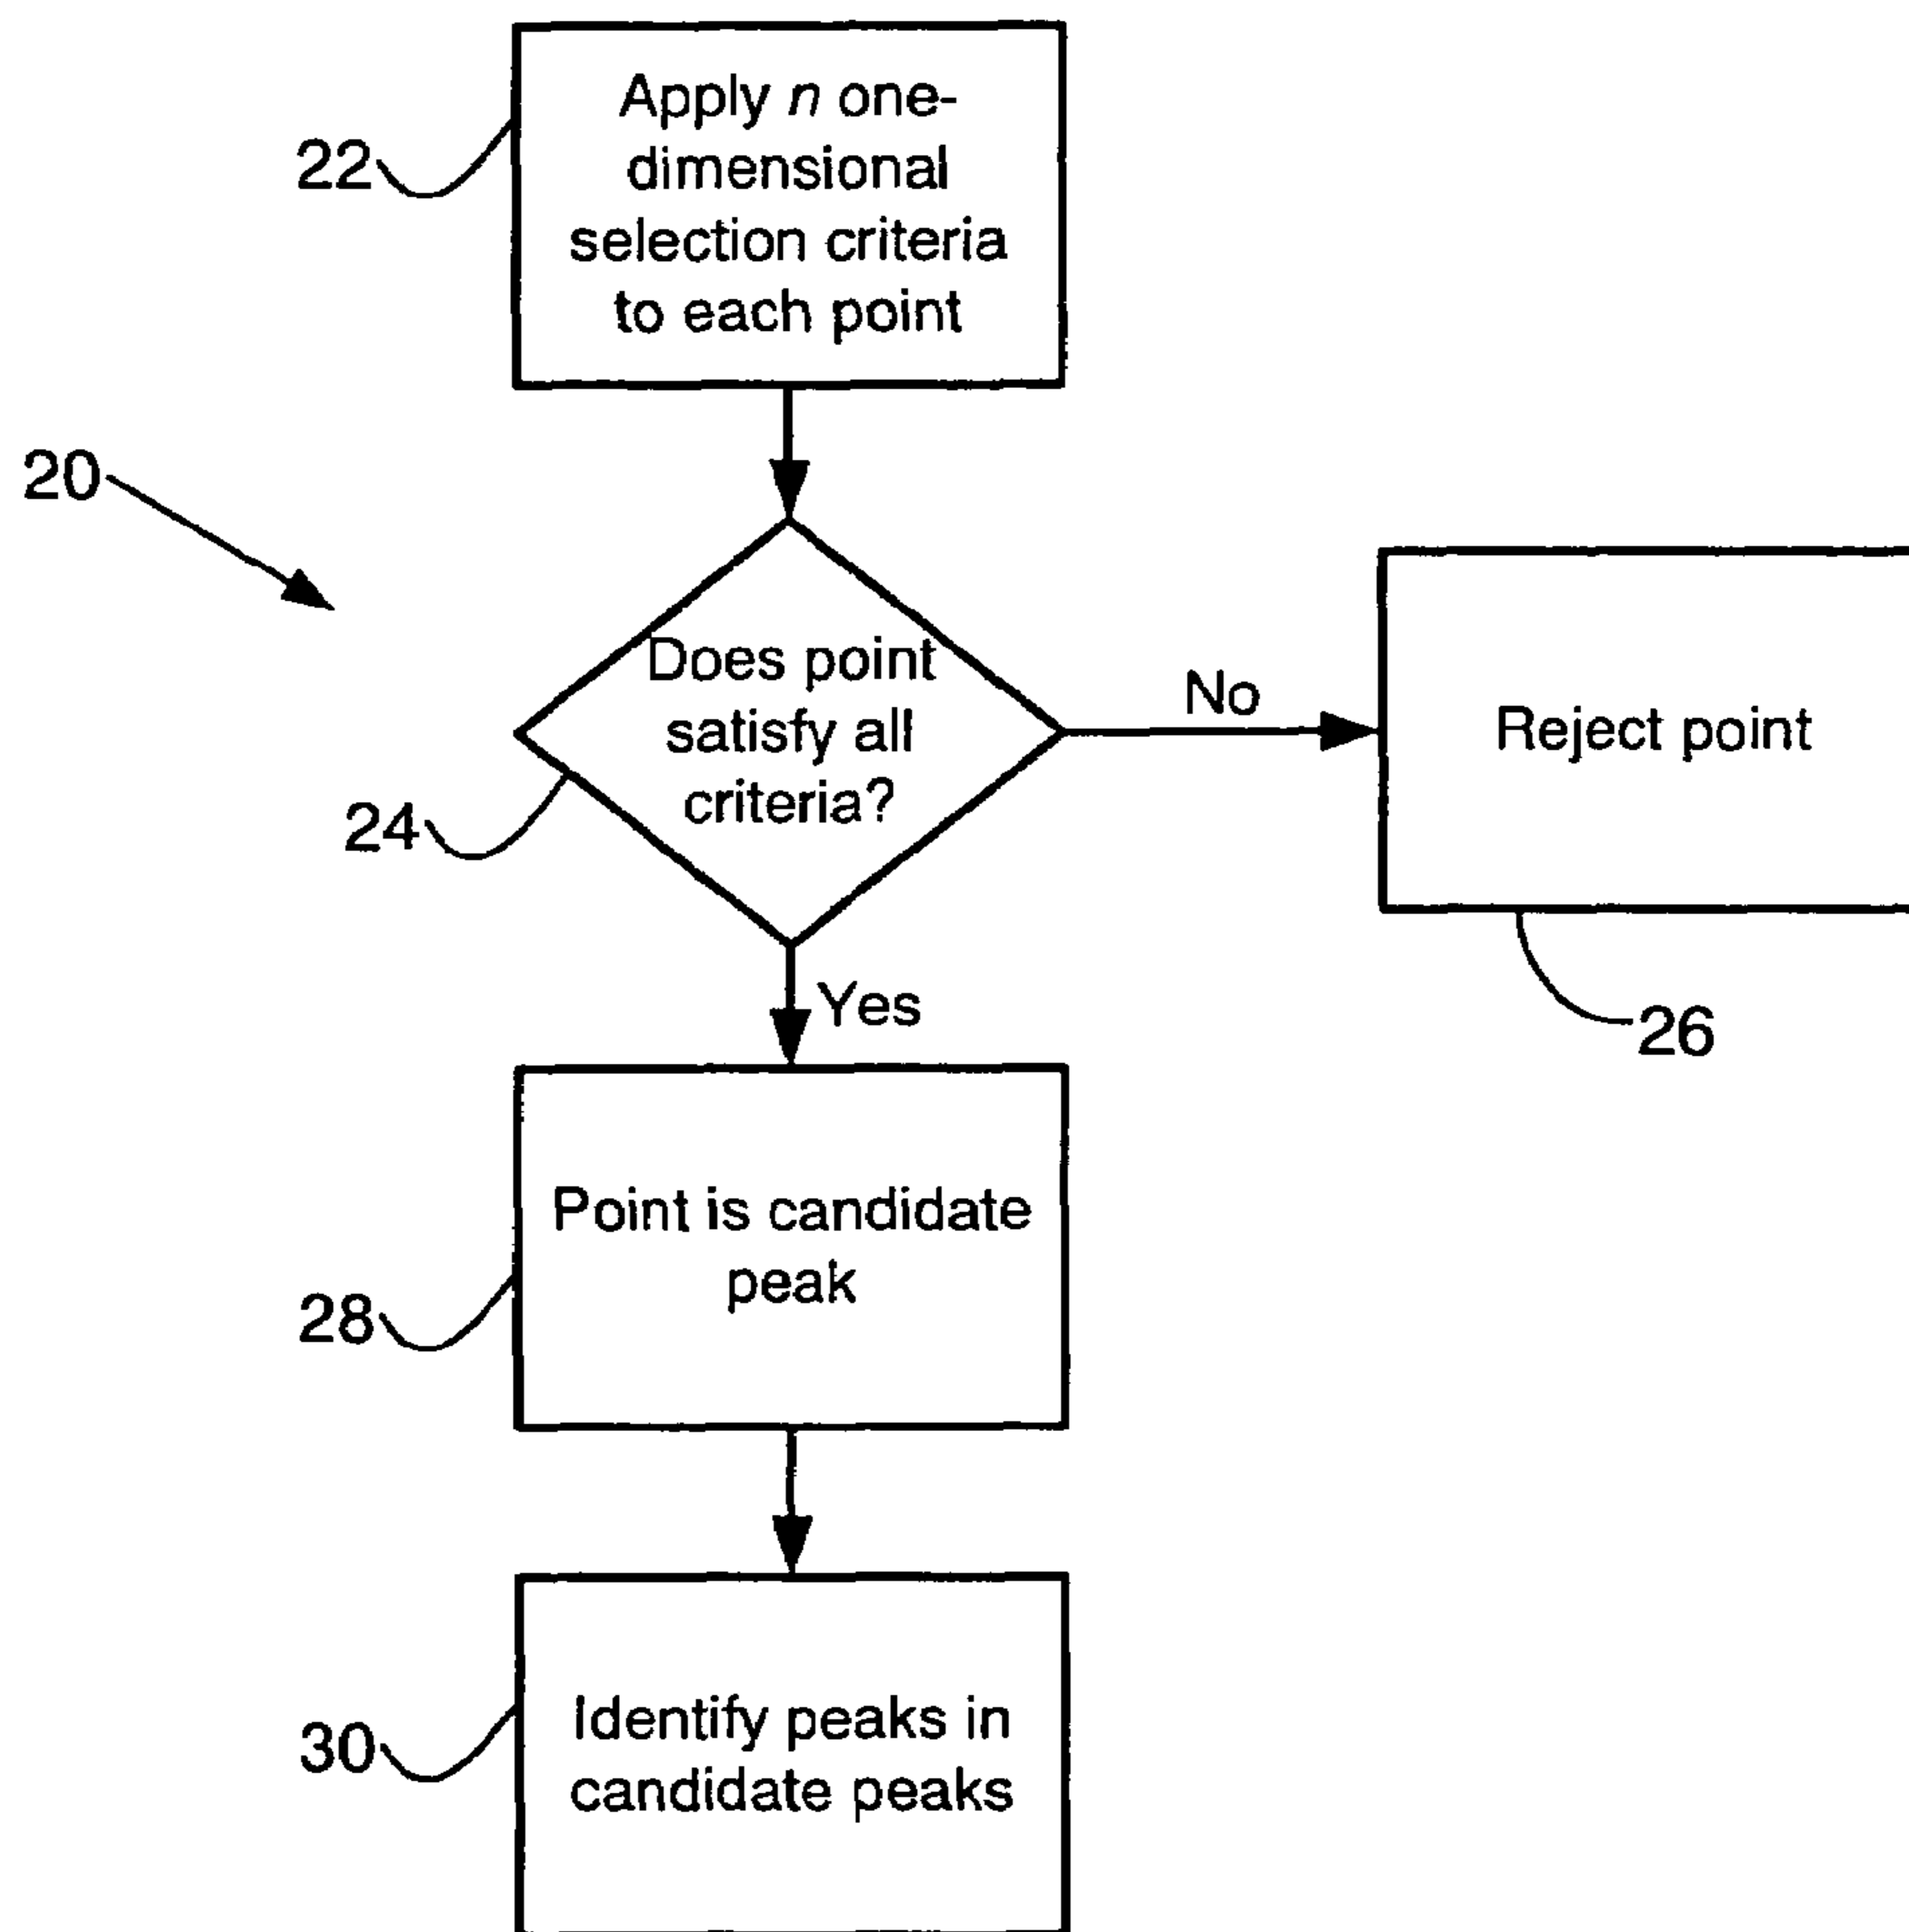 Apply n one-
dimensional
selection criteria
to each point
22
20
Does point
satisfy all
criteria?
24
No
Reject point
26
Yes
Point is candidate
peak
28
Identify peaks in
candidate peaks
30